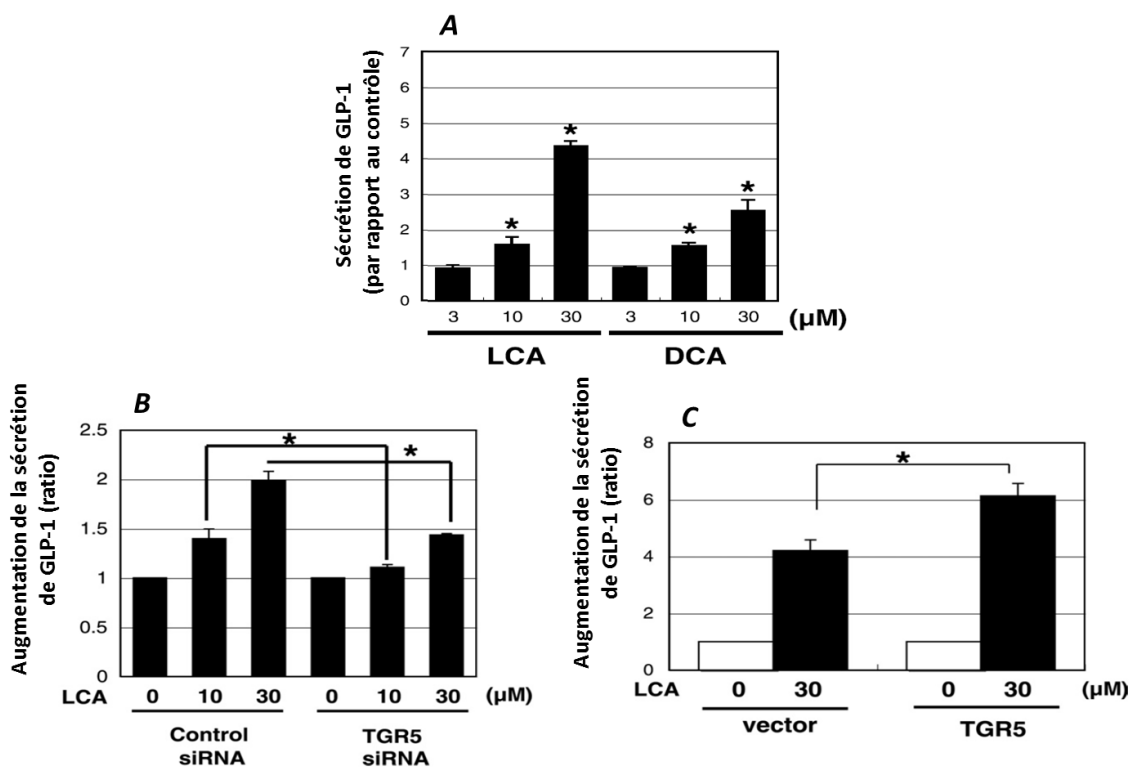 A
Sécrétion de GLP-1
(par rapport au contrôle)
7
6
5
4
3
2
1
0
*
*
*
*
3 10 30 3 10 30 (µM)
LCA DCA
B
Augmentation de la sécrétion
de GLP-1 (ratio)
2.5
2
1.5
1
0.5
0
*
*
LCA 0 10 30 0 10 30 (µM)
Control
siRNA
TGR5
siRNA
C
Augmentation de la sécrétion
de GLP-1 (ratio)
8
6
4
2
0
*
LCA 0 30 0 30 (µM)
vector TGR5